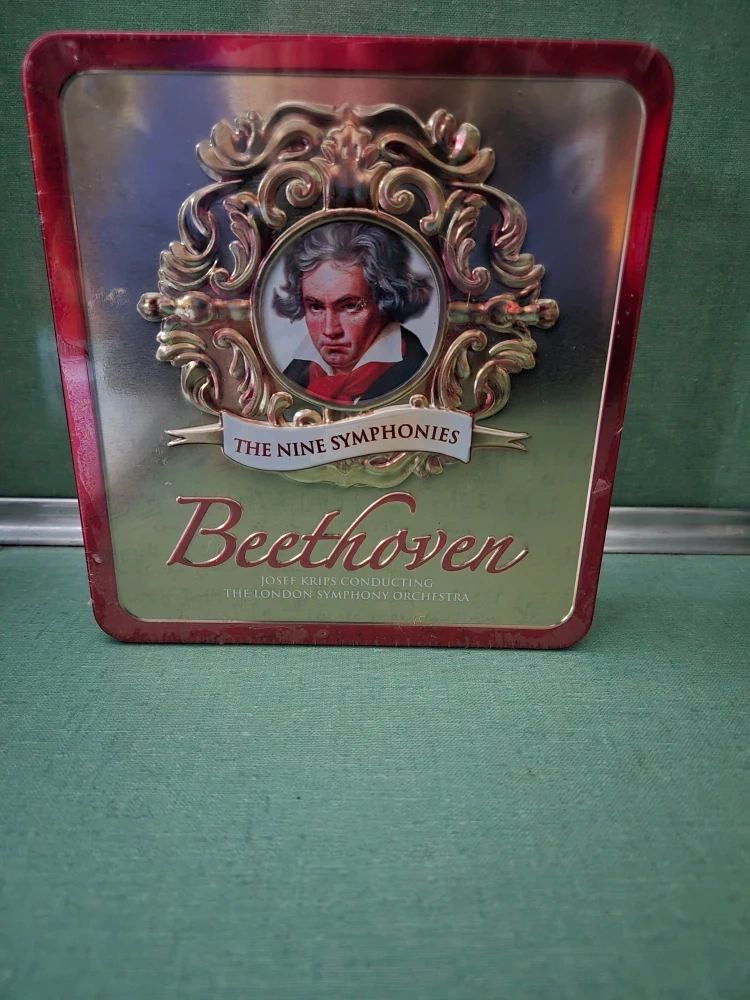 THE NINE SYMPHONIES
Beethoven
JOSEF KRIPS CONDUCTING
THE LONDON SYMPHONY ORCHESTRA